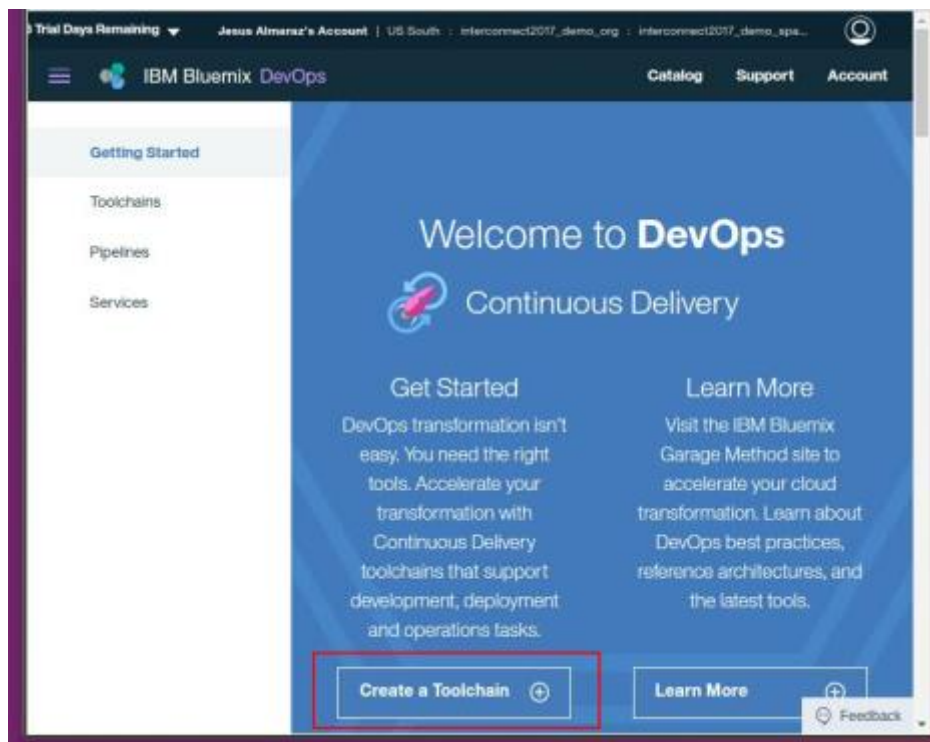 Trial Days Remaining
Jesus Almaraz's Account | US South : interconnect2017_demo_org : interconnect2017_demo_spa...
IBM Bluemix DevOps
Catalog
Support
Account
Getting Started
Toolchains
Pipelines
Services
Welcome to DevOps
Continuous Delivery
Get Started
DevOps transformation isn't
easy. You need the right
tools. Accelerate your
transformation with
Continuous Delivery
toolchains that support
development, deployment
and operations tasks.
Create a Toolchain
Learn More
Visit the IBM Bluemix
Garage Method site to
accelerate your cloud
transformation. Learn about
DevOps best practices,
reference architectures, and
the latest tools.
Learn More
Feedback